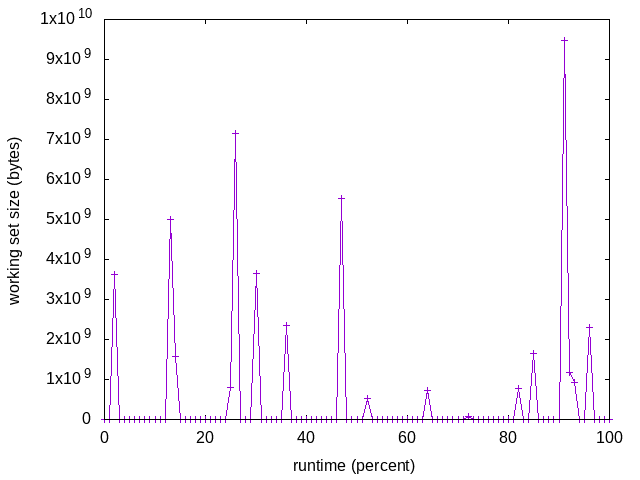 1x10^10
9x10^9
8x10^9
7x10^9
6x10^9
5x10^9
4x10^9
3x10^9
2x10^9
1x10^9
0
0 20 40 60 80 100
working set size (bytes)
runtime (percent)